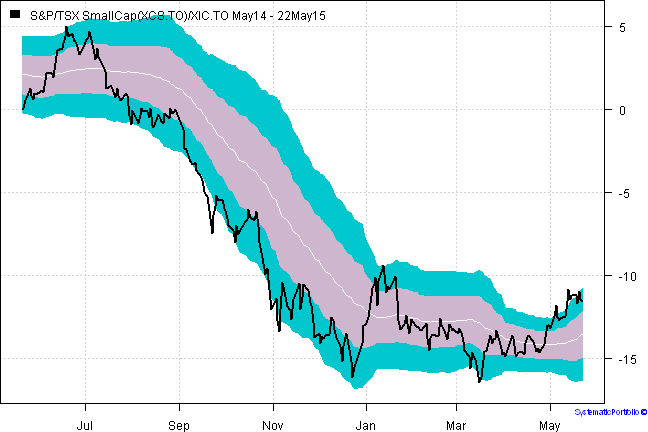 S&P/TSX SmallCap(XCS.TO)/XIC.TO May14 - 22May15
5
0
-5
-10
-15
Jul Sep Nov Jan Mar May
SystematicPortfolio ©